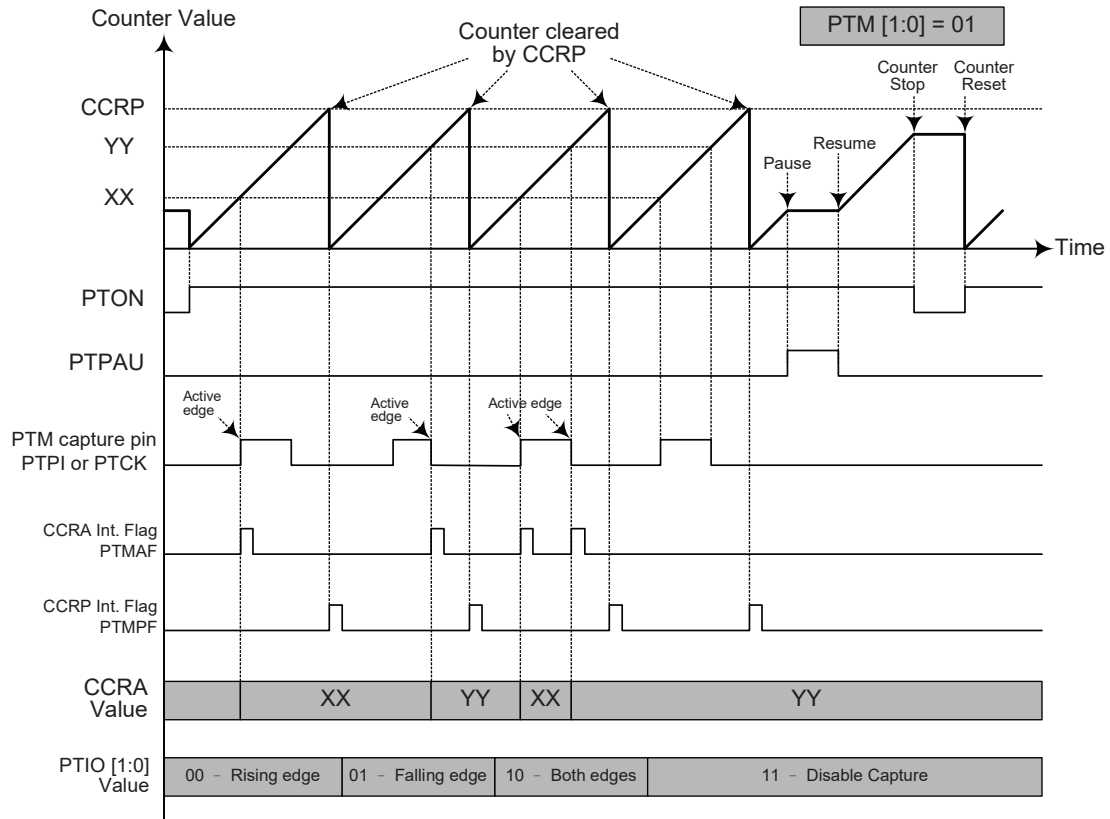 Counter Value
PTM [1:0] = 01
Counter cleared
by CCRP
Counter
Stop
Counter
Reset
CCRP
YY
XX
Pause
Resume
Time
PTON
PTPAU
Active
edge
Active
edge
Active edge
PTM capture pin
PTPI or PTCK
CCRA Int. Flag
PTMAF
CCRP Int. Flag
PTMPF
CCRA
Value
XX
YY
XX
YY
PTIO [1:0]
Value
00 – Rising edge
01 – Falling edge
10 – Both edges
11 – Disable Capture